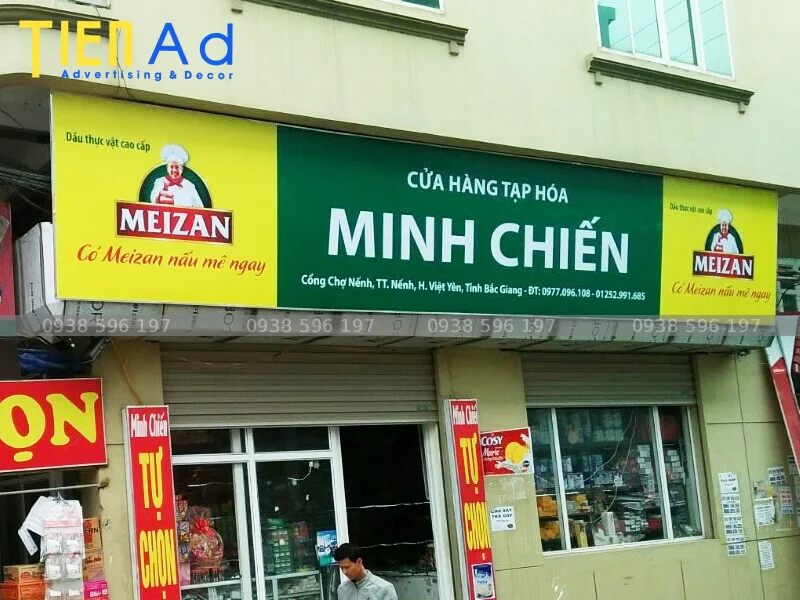 TIEN Ad
Advertising & Decor
Dầu thực vật cao cấp
MEIZAN
Có Meizan nấu mê ngay
CỬA HÀNG TẠP HÓA
MINH CHIẾN
Cổng Chợ Nếnh, TT. Nếnh, H. Việt Yên, Tỉnh Bắc Giang - ĐT: 0977.096.108 - 01252.991.685
Dầu thực vật cao cấp
MEIZAN
Có Meizan nấu mê ngay
0938 596 197 0938 596 197 0938 596 197 0938 596 197
ỌN
Minh Chiến
TỰ
CHỌN
Minh Chiến
TỰ
CHỌN
COSY
Marie